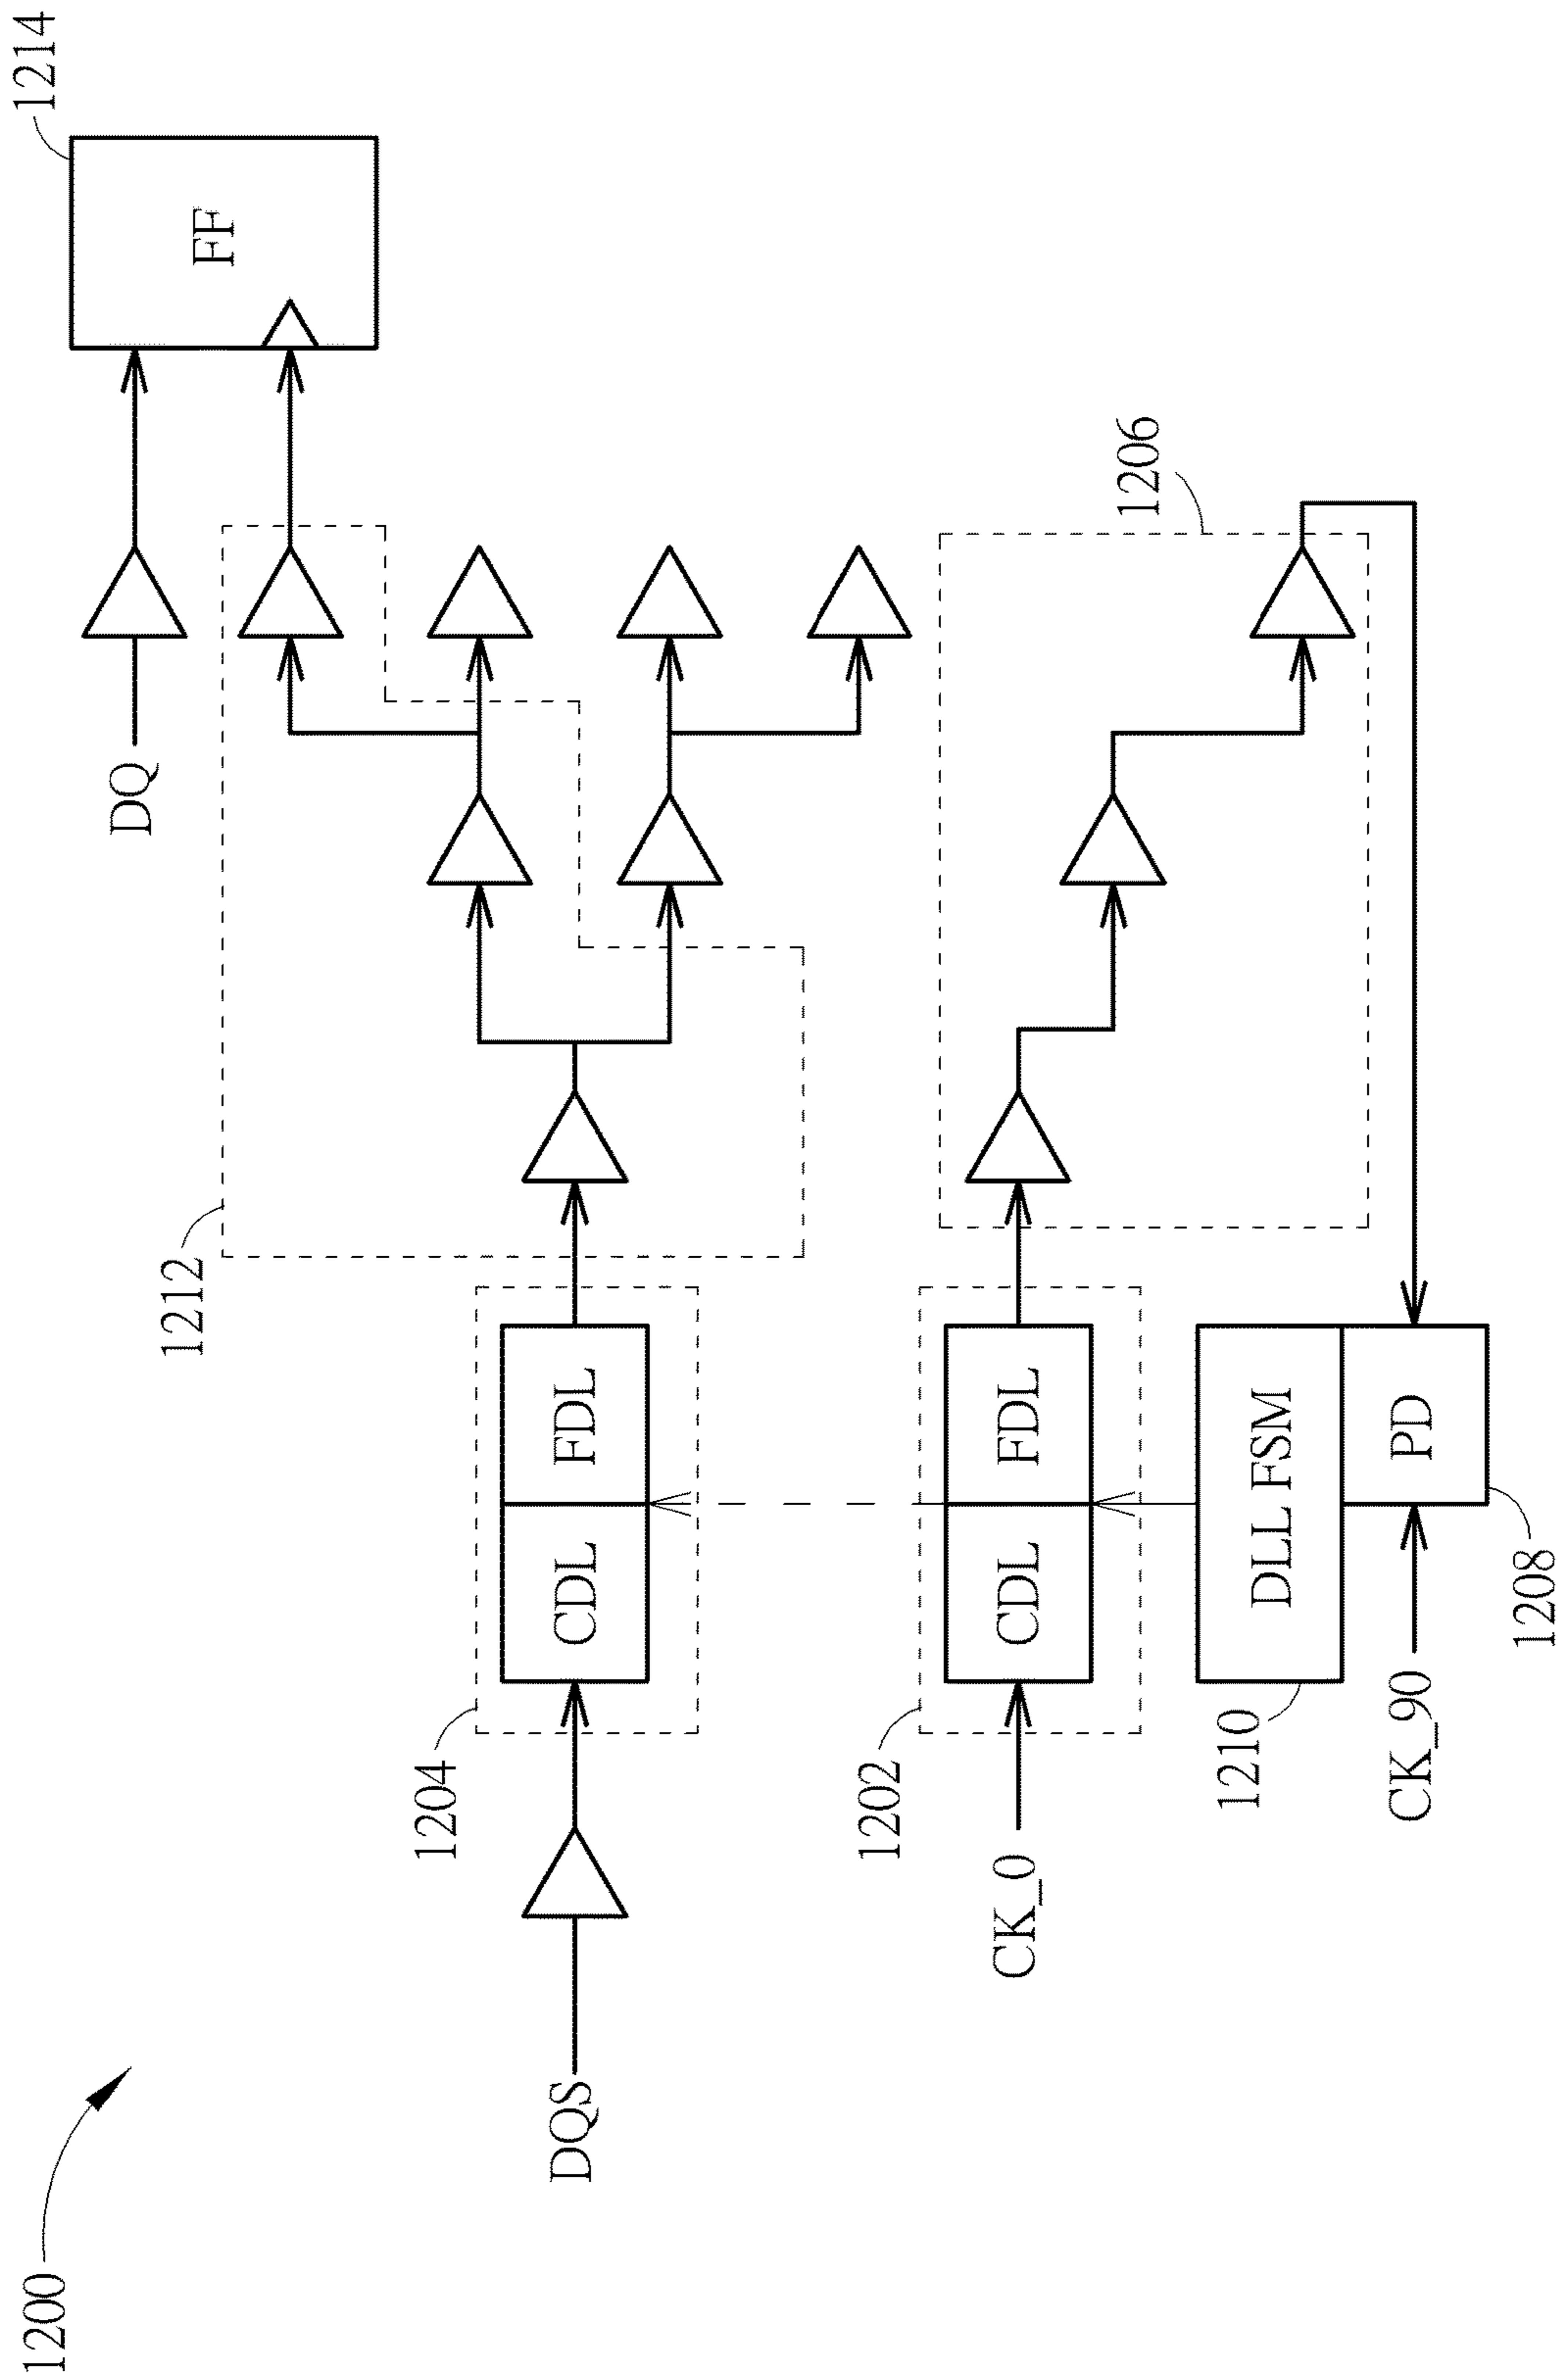 1200
DQ
FF
1214
1212
DQS
1204
CDL
FDL
1206
CK_0
1202
CDL
FDL
1210
DLL FSM
CK_90
PD
1208